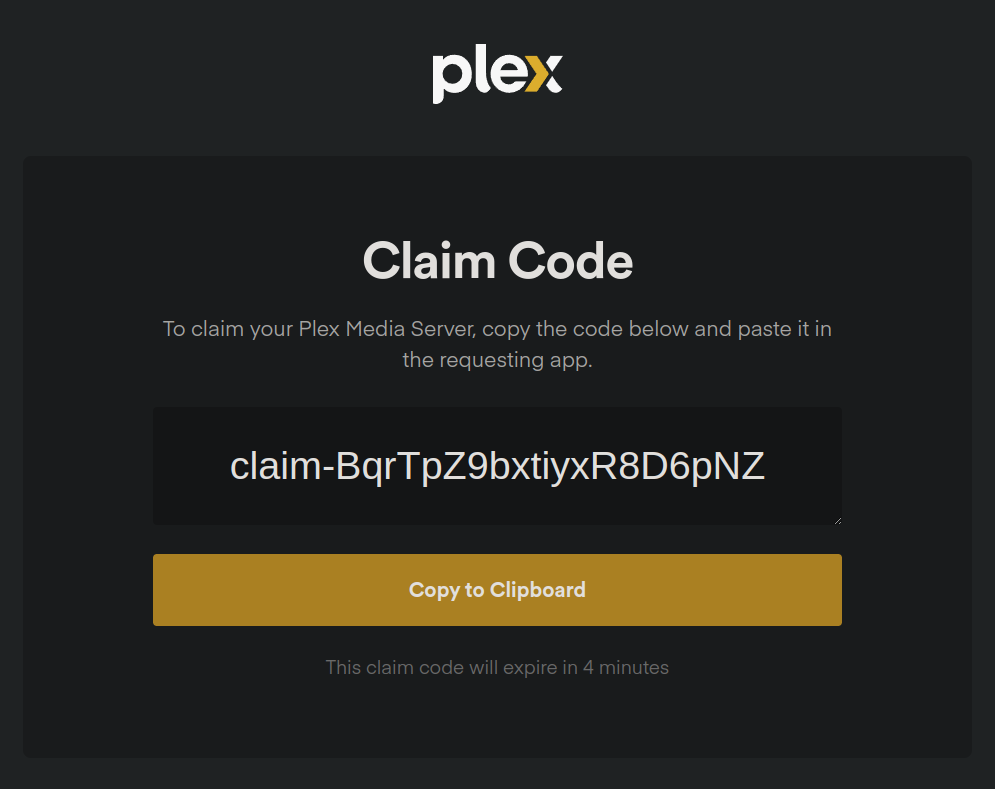 plex
Claim Code
To claim your Plex Media Server, copy the code below and paste it in
the requesting app.
claim-BqrTpZ9bxtiyxR8D6pNZ
Copy to Clipboard
This claim code will expire in 4 minutes